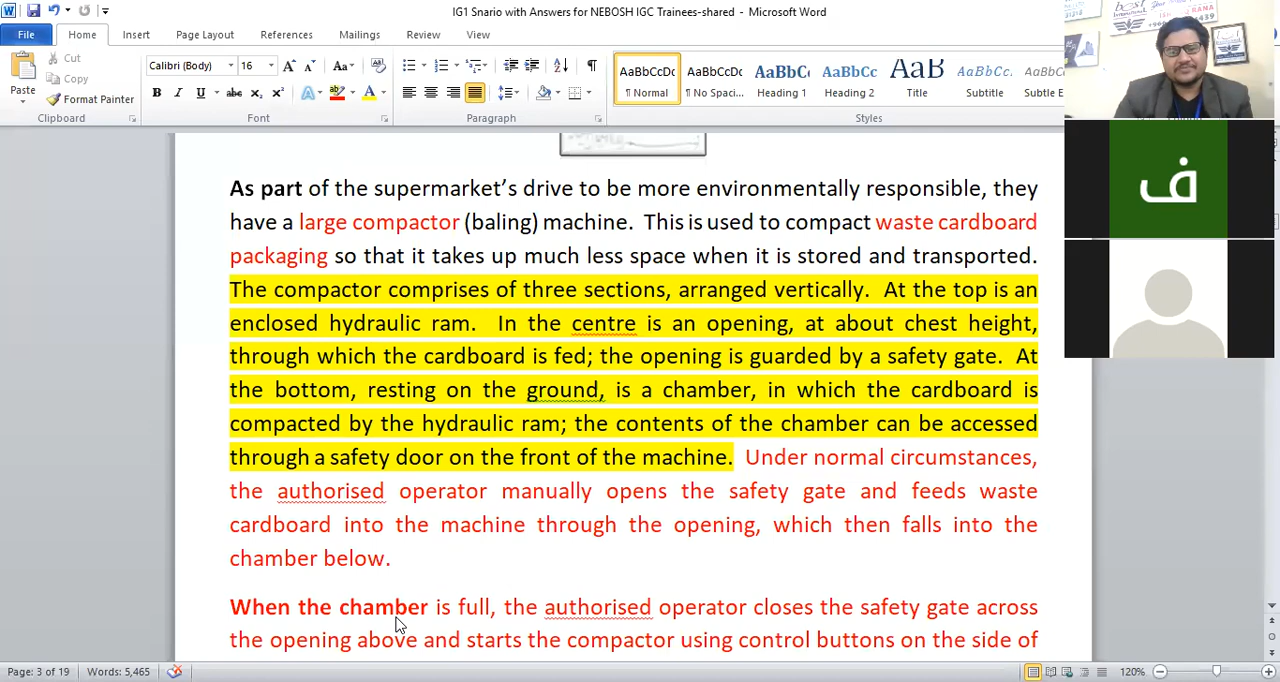 IG1 Snario with Answers for NEBOSH IGC Trainees-shared - Microsoft Word
File Home Insert Page Layout References Mailings Review View
Paste
Cut
Copy
Format Painter
Clipboard
Calibri (Body) 16
Font
Paragraph
AaBbCcDc AaBbCcDc AaBbC AaBbCc AaB AaBbCc. AaBbCc
¶ Normal ¶ No Spaci... Heading 1 Heading 2 Title Subtitle Subtle E
Styles
As part of the supermarket’s drive to be more environmentally responsible, they
have a large compactor (baling) machine. This is used to compact waste cardboard
packaging so that it takes up much less space when it is stored and transported.
The compactor comprises of three sections, arranged vertically. At the top is an
enclosed hydraulic ram. In the centre is an opening, at about chest height,
through which the cardboard is fed; the opening is guarded by a safety gate. At
the bottom, resting on the ground, is a chamber, in which the cardboard is
compacted by the hydraulic ram; the contents of the chamber can be accessed
through a safety door on the front of the machine. Under normal circumstances,
the authorised operator manually opens the safety gate and feeds waste
cardboard into the machine through the opening, which then falls into the
chamber below.
When the chamber is full, the authorised operator closes the safety gate across
the opening above and starts the compactor using control buttons on the side of
ف
Page: 3 of 19 Words: 5,465
120%